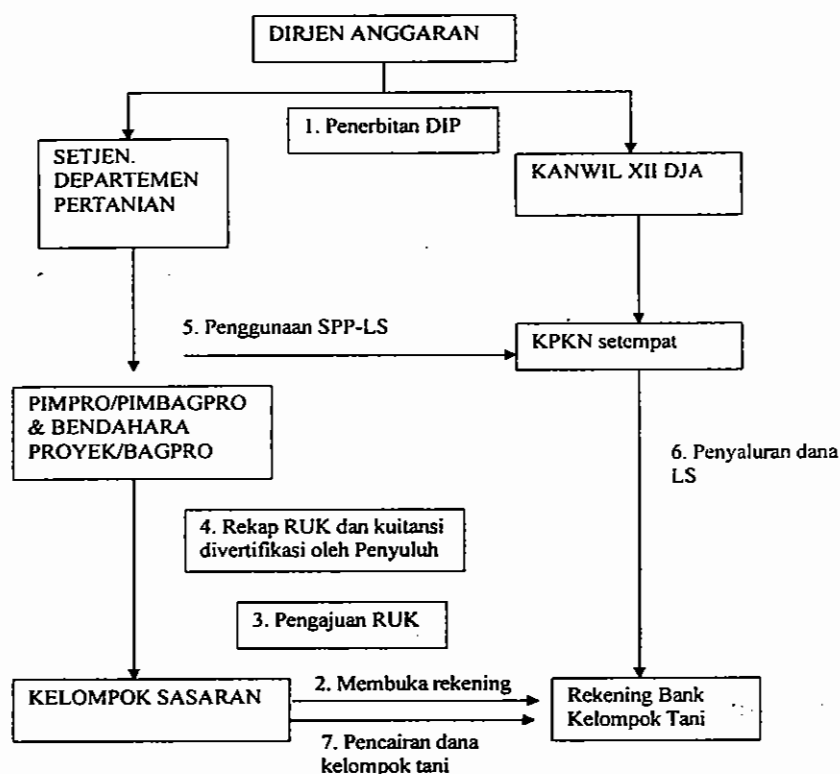 DIRJEN ANGGARAN
1. Penerbitan DIP
SETJEN.
DEPARTEMEN
PERTANIAN
KANWIL XII DJA
5. Penggunaan SPP-LS
KPKN setempat
PIMPRO/PIMBAGPRO
& BENDAHARA
PROYEK/BAGPRO
6. Penyaluran dana
LS
4. Rekap RUK dan kuitansi
divertifikasi oleh Penyuluh
3. Pengajuan RUK
KELOMPOK SASARAN
2. Membuka rekening
Rekening Bank
Kelompok Tani
7. Pencairan dana
kelompok tani